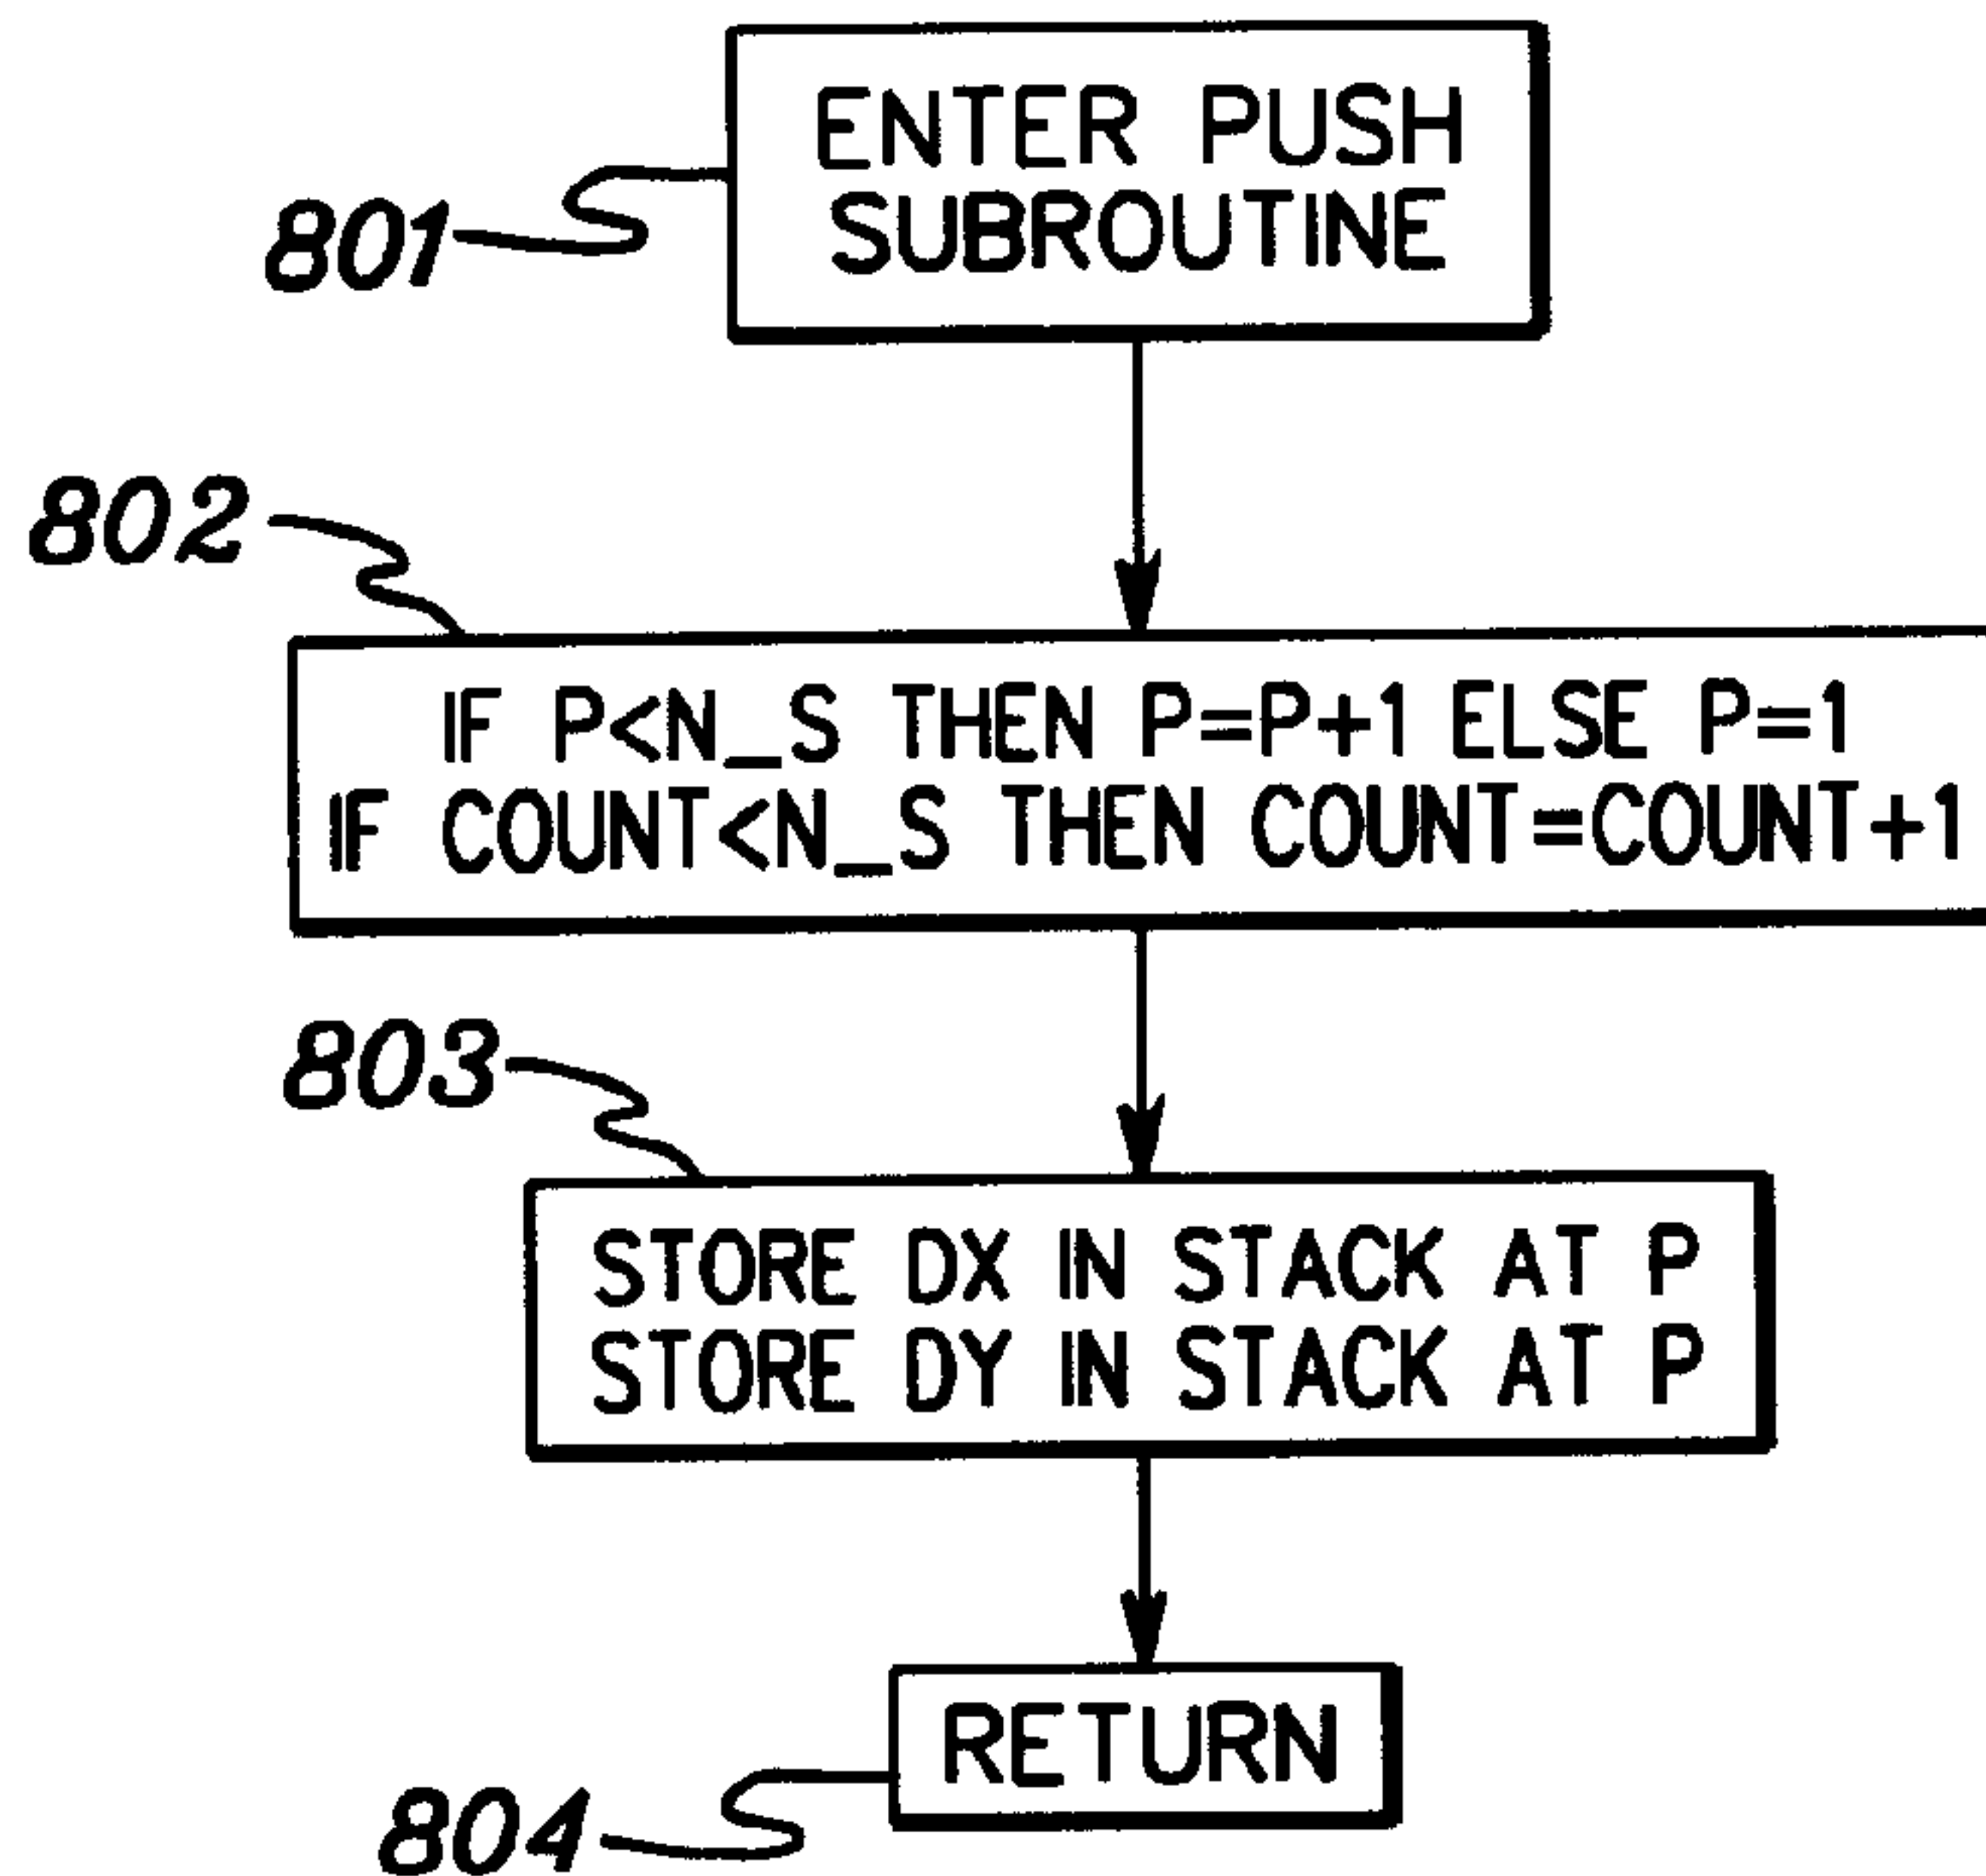 ENTER PUSH
SUBROUTINE
801
802
IF P<N_S THEN P=P+1 ELSE P=1
IF COUNT<N_S THEN COUNT=COUNT+1
803
STORE DX IN STACK AT P
STORE DY IN STACK AT P
RETURN
804